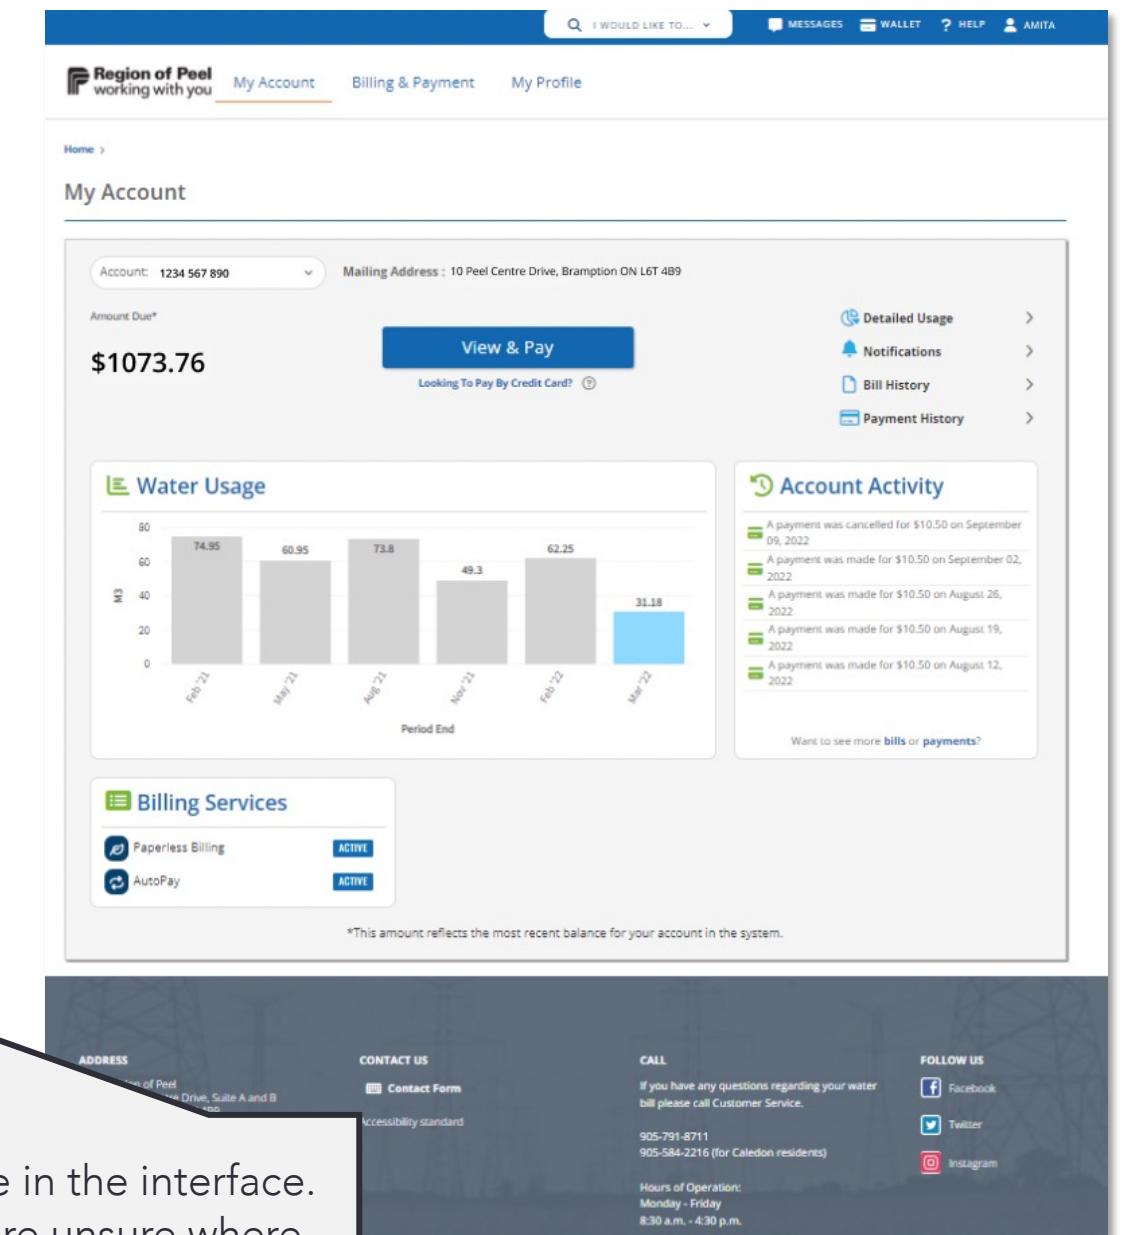 I WOULD LIKE TO...
MESSAGES
WALLET
? HELP
AMITA
Region of Peel
working with you
My Account
Billing & Payment
My Profile
Home >
My Account
Account: 1234 567 890
Mailing Address : 10 Peel Centre Drive, Bramption ON L6T 4B9
Amount Due*
$1073.76
View & Pay
Looking To Pay By Credit Card? ?
Detailed Usage >
Notifications >
Bill History >
Payment History >
Water Usage
80
60
40
20
0
M3
74.95
60.95
73.8
49.3
62.25
31.18
Feb '21
May '21
Aug '21
Nov '21
Feb '22
Mar '22
Period End
Account Activity
A payment was cancelled for $10.50 on September
09, 2022
A payment was made for $10.50 on September 02,
2022
A payment was made for $10.50 on August 26,
2022
A payment was made for $10.50 on August 19,
2022
A payment was made for $10.50 on August 12,
2022
Want to see more bills or payments?
Billing Services
Paperless Billing ACTIVE
AutoPay ACTIVE
*This amount reflects the most recent balance for your account in the system.
ADDRESS
of Peel
Drive, Suite A and B
CONTACT US
Contact Form
Accessibility standard
CALL
If you have any questions regarding your water
bill please call Customer Service.
905-791-8711
905-584-2216 (for Caledon residents)
Hours of Operation:
Monday - Friday
8:30 a.m. - 4:30 p.m.
FOLLOW US
Facebook
Twitter
Instagram
in the interface.
unsure where